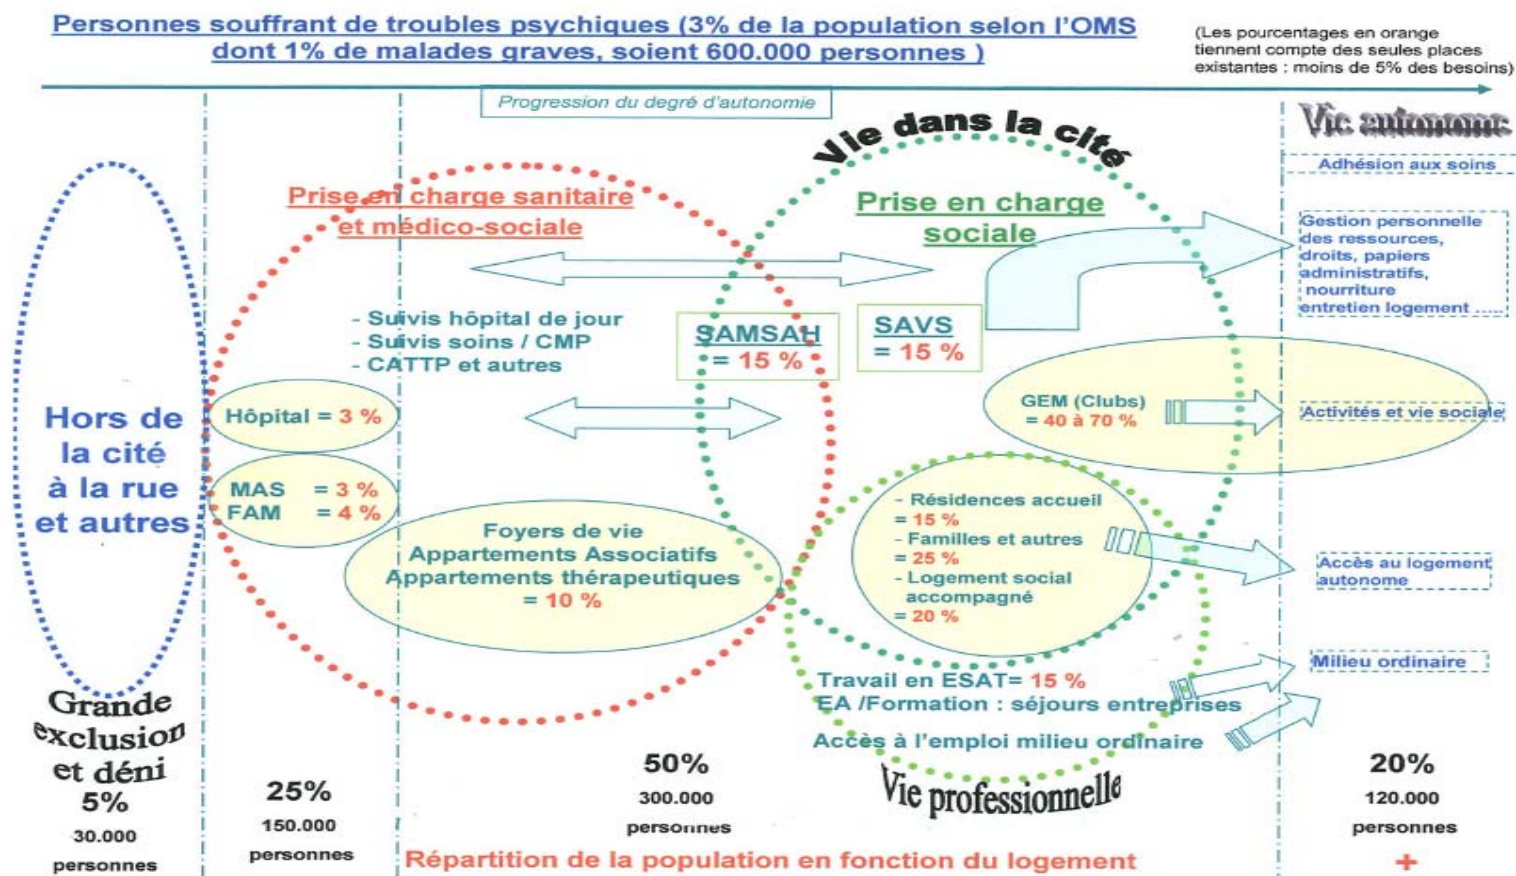 Personnes souffrant de troubles psychiques (3% de la population selon l'OMS
dont 1% de malades graves, soient 600.000 personnes )
(Les pourcentages en orange
tiennent compte des seules places
existantes : moins de 5% des besoins)
Progression du degré d'autonomie
Vie autonome
Vie dans la cité
Adhésion aux soins
Prise en charge sanitaire
et médico-sociale
Prise en charge
sociale
Gestion personnelle
des ressources,
droits, papiers
administratifs,
nourriture
entretien logement .....
- Suivis hôpital de jour
- Suivis soins / CMP
- CATTP et autres
SAMSAH
= 15 %
SAVS
= 15 %
Hors de
la cité
à la rue
et autres
Hôpital = 3 %
MAS = 3 %
FAM = 4 %
GEM (Clubs)
= 40 à 70 %
Activités et vie sociale
Foyers de vie
Appartements Associatifs
Appartements thérapeutiques
= 10 %
- Résidences accueil
= 15 %
- Familles et autres
= 25 %
- Logement social
accompagné
= 20 %
Accès au logement
autonome
Travail en ESAT= 15 %
EA /Formation : séjours entreprises
Accès à l'emploi milieu ordinaire
Milieu ordinaire
Vie professionnelle
Grande
exclusion
et déni
5%
30.000
personnes
25%
150.000
personnes
50%
300.000
personnes
20%
120.000
personnes
Répartition de la population en fonction du logement
+